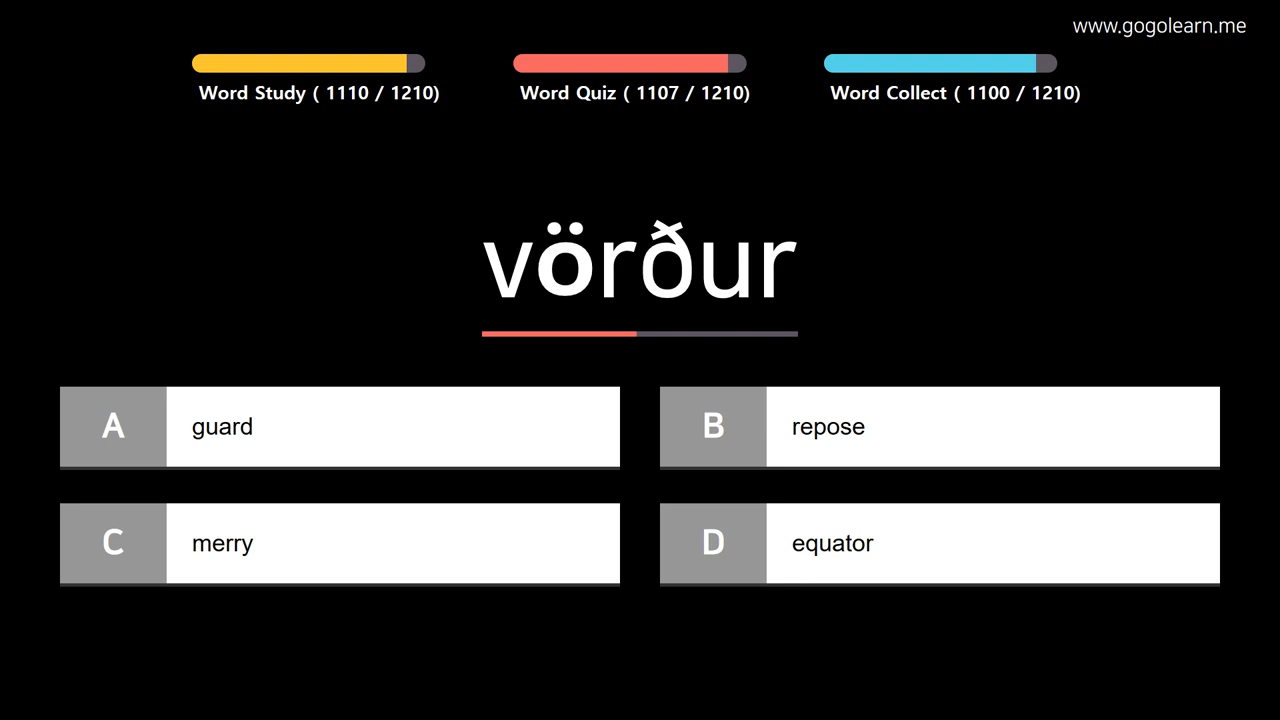 www.gogolearn.me
Word Study ( 1110 / 1210)
Word Quiz ( 1107 / 1210)
Word Collect ( 1100 / 1210)
vörður
A guard
B repose
C merry
D equator